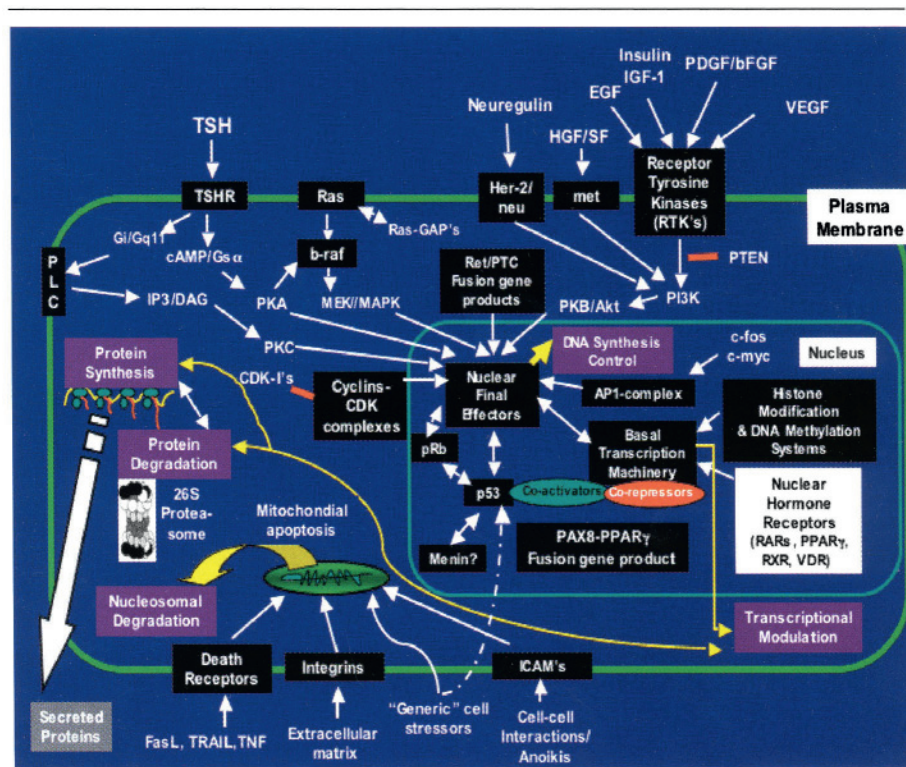 Insulin
IGF-1
PDGF/bFGF
EGF
VEGF
Neuregulin
HGF/SF
TSH
TSHR
Ras
Her-2/
neu
met
Receptor
Tyrosine
Kinases
(RTK's)
Plasma
Membrane
Gi/Gq11
cAMP/Gsα
Ras-GAP's
b-raf
PTEN
P
L
C
IP3/DAG
PKA
MEK//MAPK
Ret/PTC
Fusion gene
products
PKB/Akt
PI3K
PKC
Protein
Synthesis
CDK-I's
Cyclins-
CDK
complexes
Nuclear
Final
Effectors
DNA Synthesis
Control
c-fos
c-myc
Nucleus
AP1-complex
Histone
Modification
& DNA Methylation
Systems
Protein
Degradation
pRb
Basal
Transcription
Machinery
26S
Protea-
some
Mitochondial
apoptosis
p53
Co-activators
Co-repressors
Nuclear
Hormone
Receptors
(RARs, PPARγ,
RXR, VDR)
Menin?
PAX8-PPARγ
Fusion gene product
Nucleosomal
Degradation
Transcriptional
Modulation
Death
Receptors
Integrins
ICAM's
"Generic" cell
stressors
Secreted
Proteins
FasL, TRAIL,TNF
Extracellular
matrix
Cell-cell
Interactions/
Anoikis